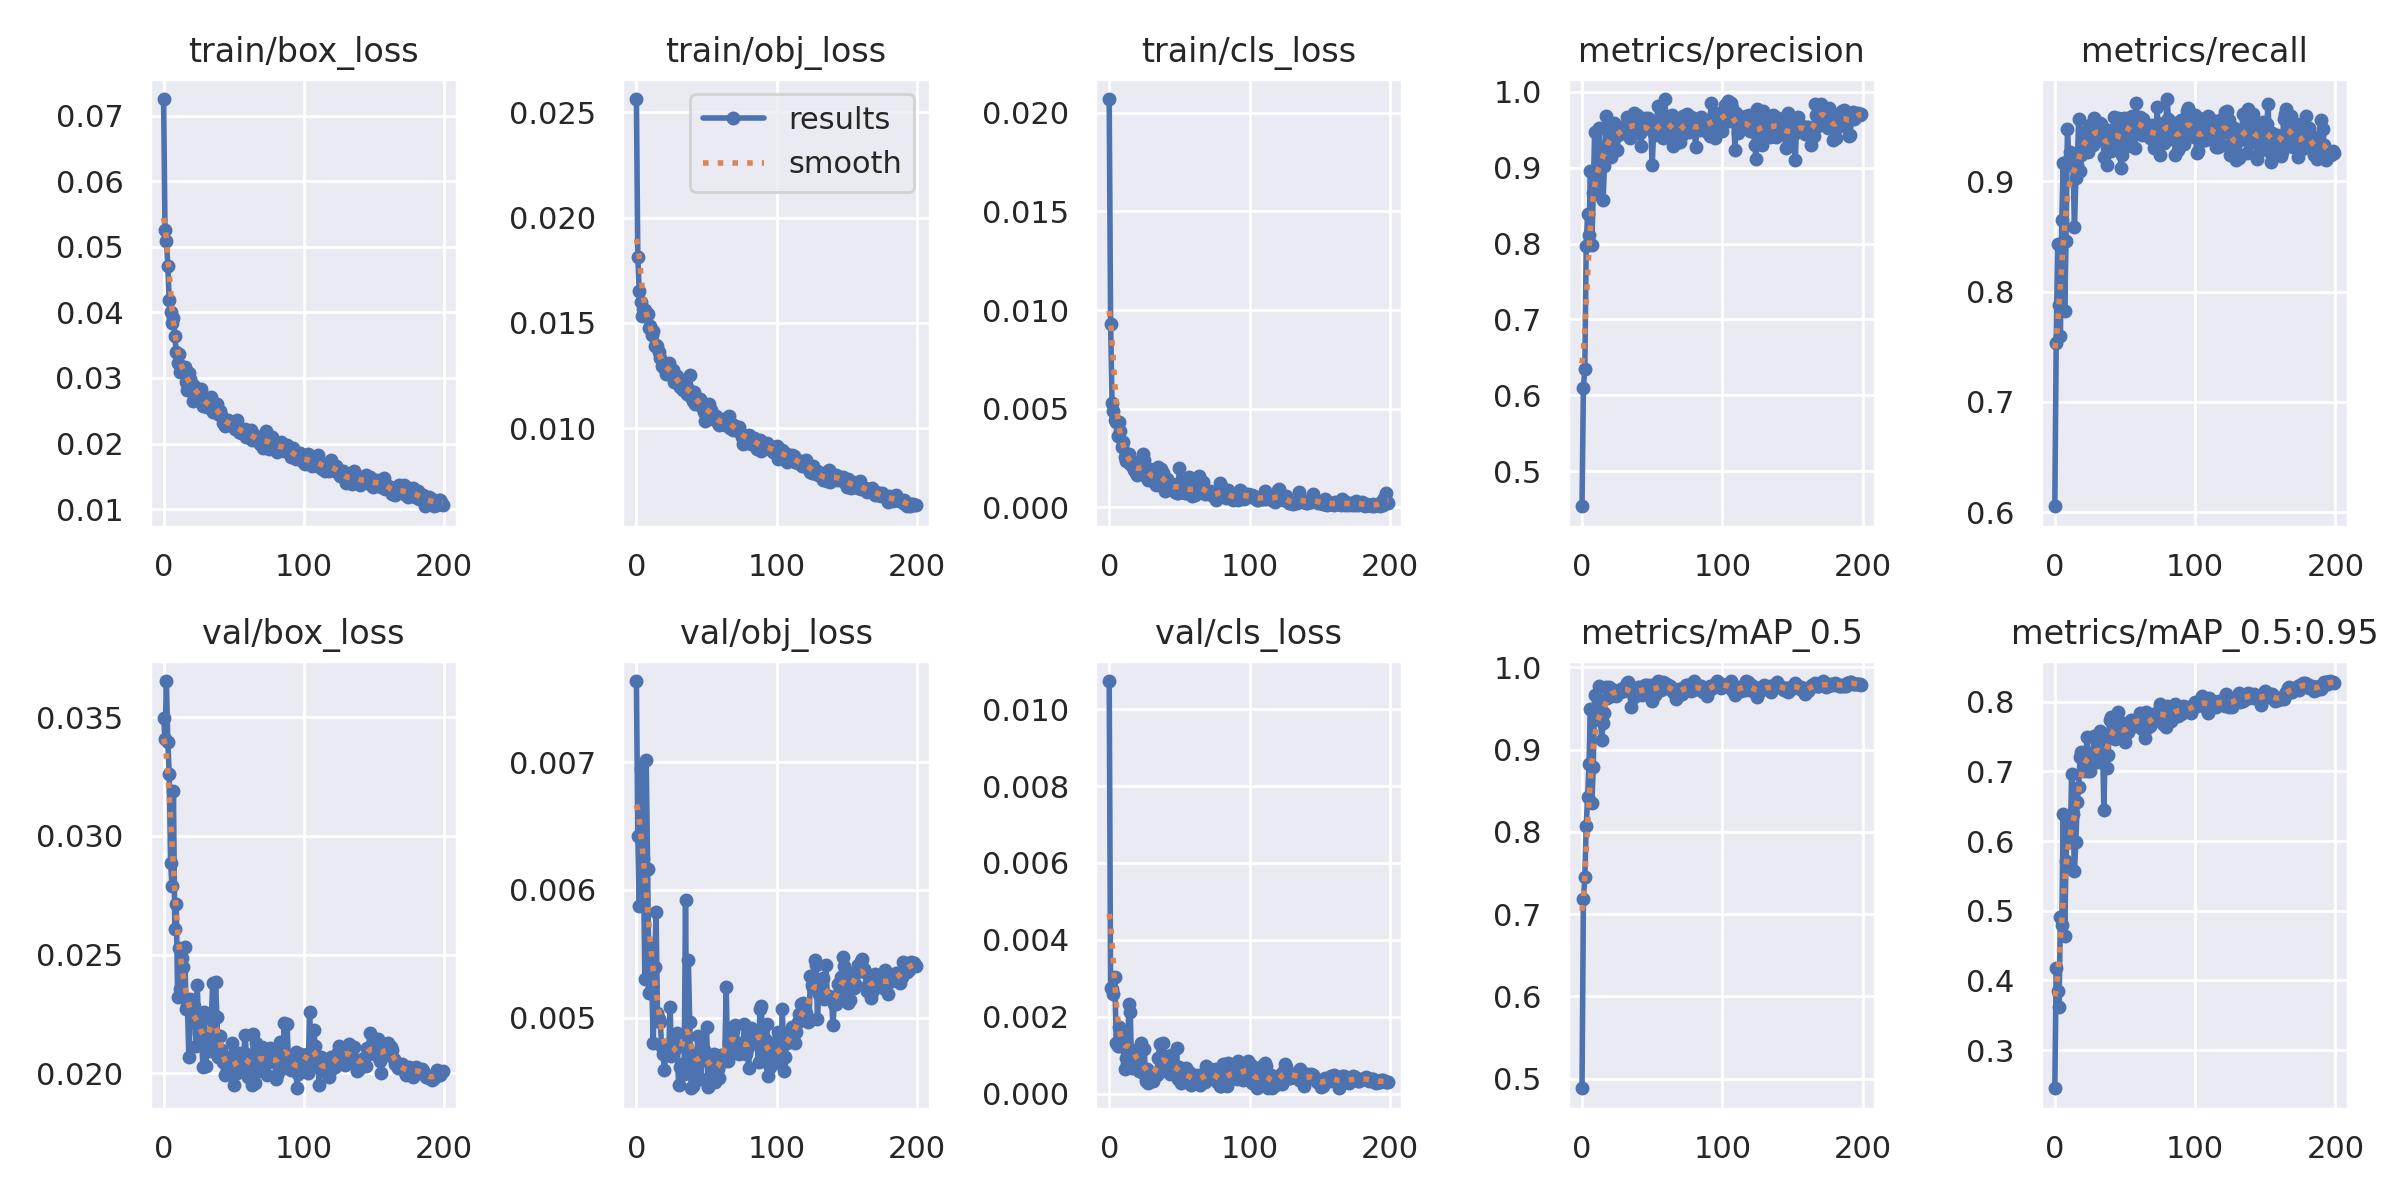 train/box_loss
train/obj_loss
train/cls_loss
metrics/precision
metrics/recall
0.07
0.06
0.05
0.04
0.03
0.02
0.01
0 100 200
0.025
0.020
0.015
0.010
results
smooth
0 100 200
0.020
0.015
0.010
0.005
0.000
0 100 200
1.0
0.9
0.8
0.7
0.6
0.5
0 100 200
0.9
0.8
0.7
0.6
0 100 200
val/box_loss
val/obj_loss
val/cls_loss
metrics/mAP_0.5
metrics/mAP_0.5:0.95
0.035
0.030
0.025
0.020
0 100 200
0.007
0.006
0.005
0 100 200
0.010
0.008
0.006
0.004
0.002
0.000
0 100 200
1.0
0.9
0.8
0.7
0.6
0.5
0 100 200
0.8
0.7
0.6
0.5
0.4
0.3
0 100 200